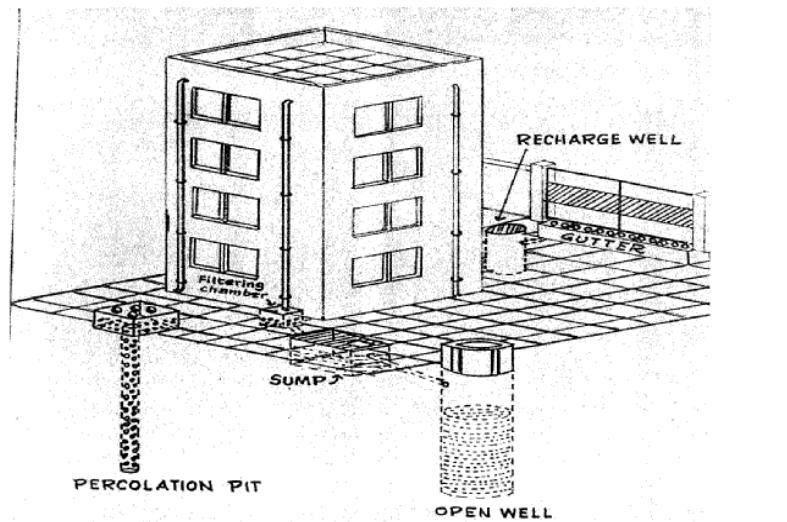 RECHARGE WELL
GUTTER
Filtering
chamber
SUMP
PERCOLATION PIT
OPEN WELL